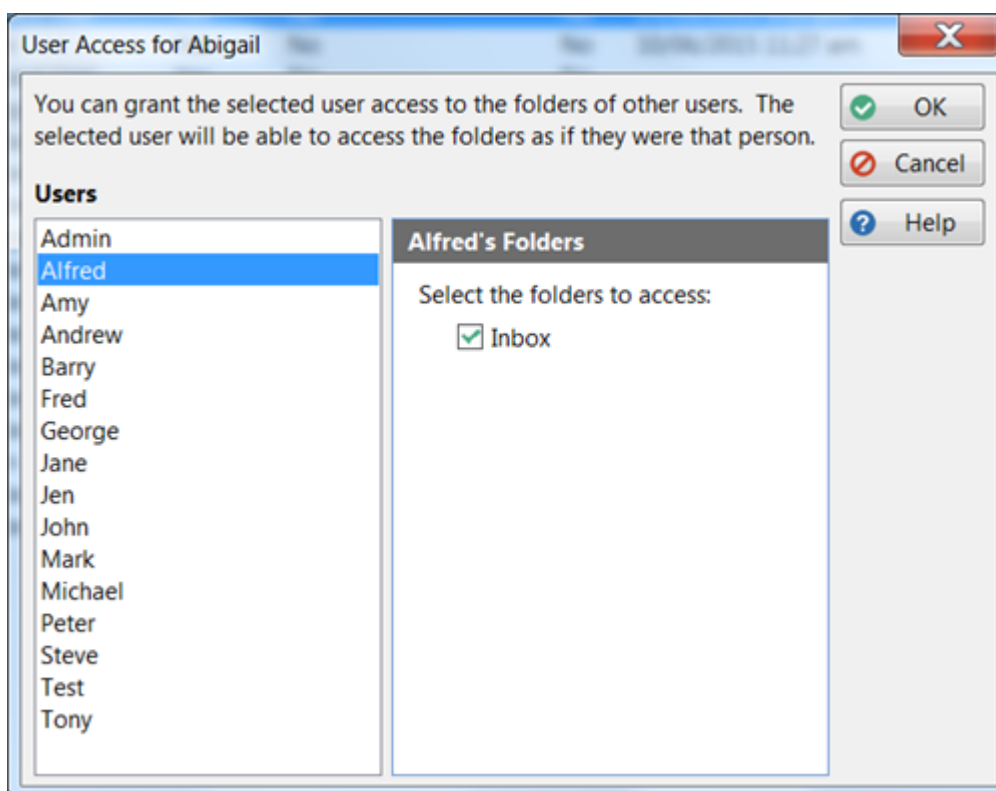 User Access for Abigail
You can grant the selected user access to the folders of other users.  The
selected user will be able to access the folders as if they were that person.
OK
Cancel
Help
Users
Admin
Alfred
Amy
Andrew
Barry
Fred
George
Jane
Jen
John
Mark
Michael
Peter
Steve
Test
Tony
Alfred's Folders
Select the folders to access:
Inbox